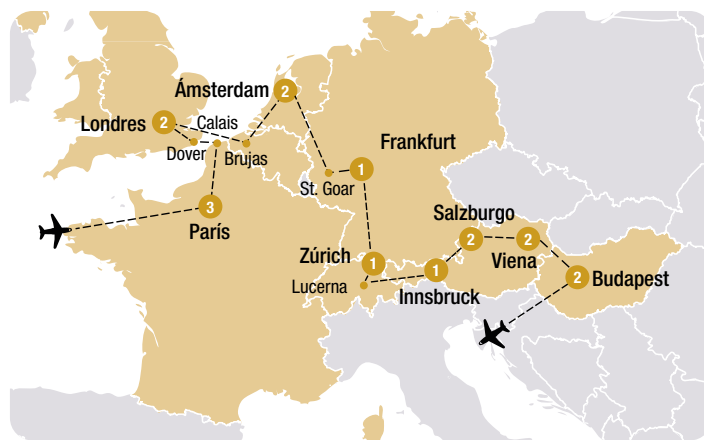 Ámsterdam
2
Londres
2
Calais
Dover
Brujas
Frankfurt
1
St. Goar
3
París
Salzburgo
2
2
Viena
Zúrich
1
Lucerna
1
Innsbruck
2
Budapest